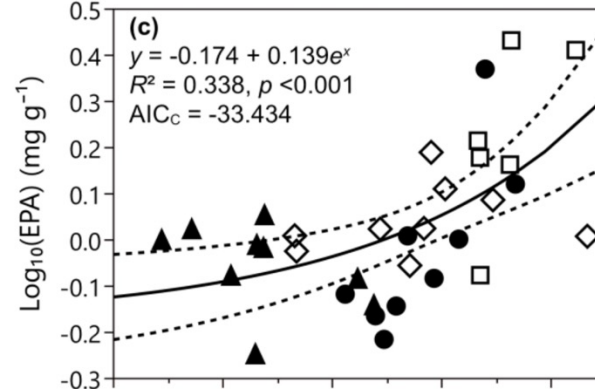 (c)
y = -0.174 + 0.139eˣ
R² = 0.338, p <0.001
AICC = -33.434
Log₁₀(EPA) (mg g⁻¹)
0.5
0.4
0.3
0.2
0.1
0.0
-0.1
-0.2
-0.3